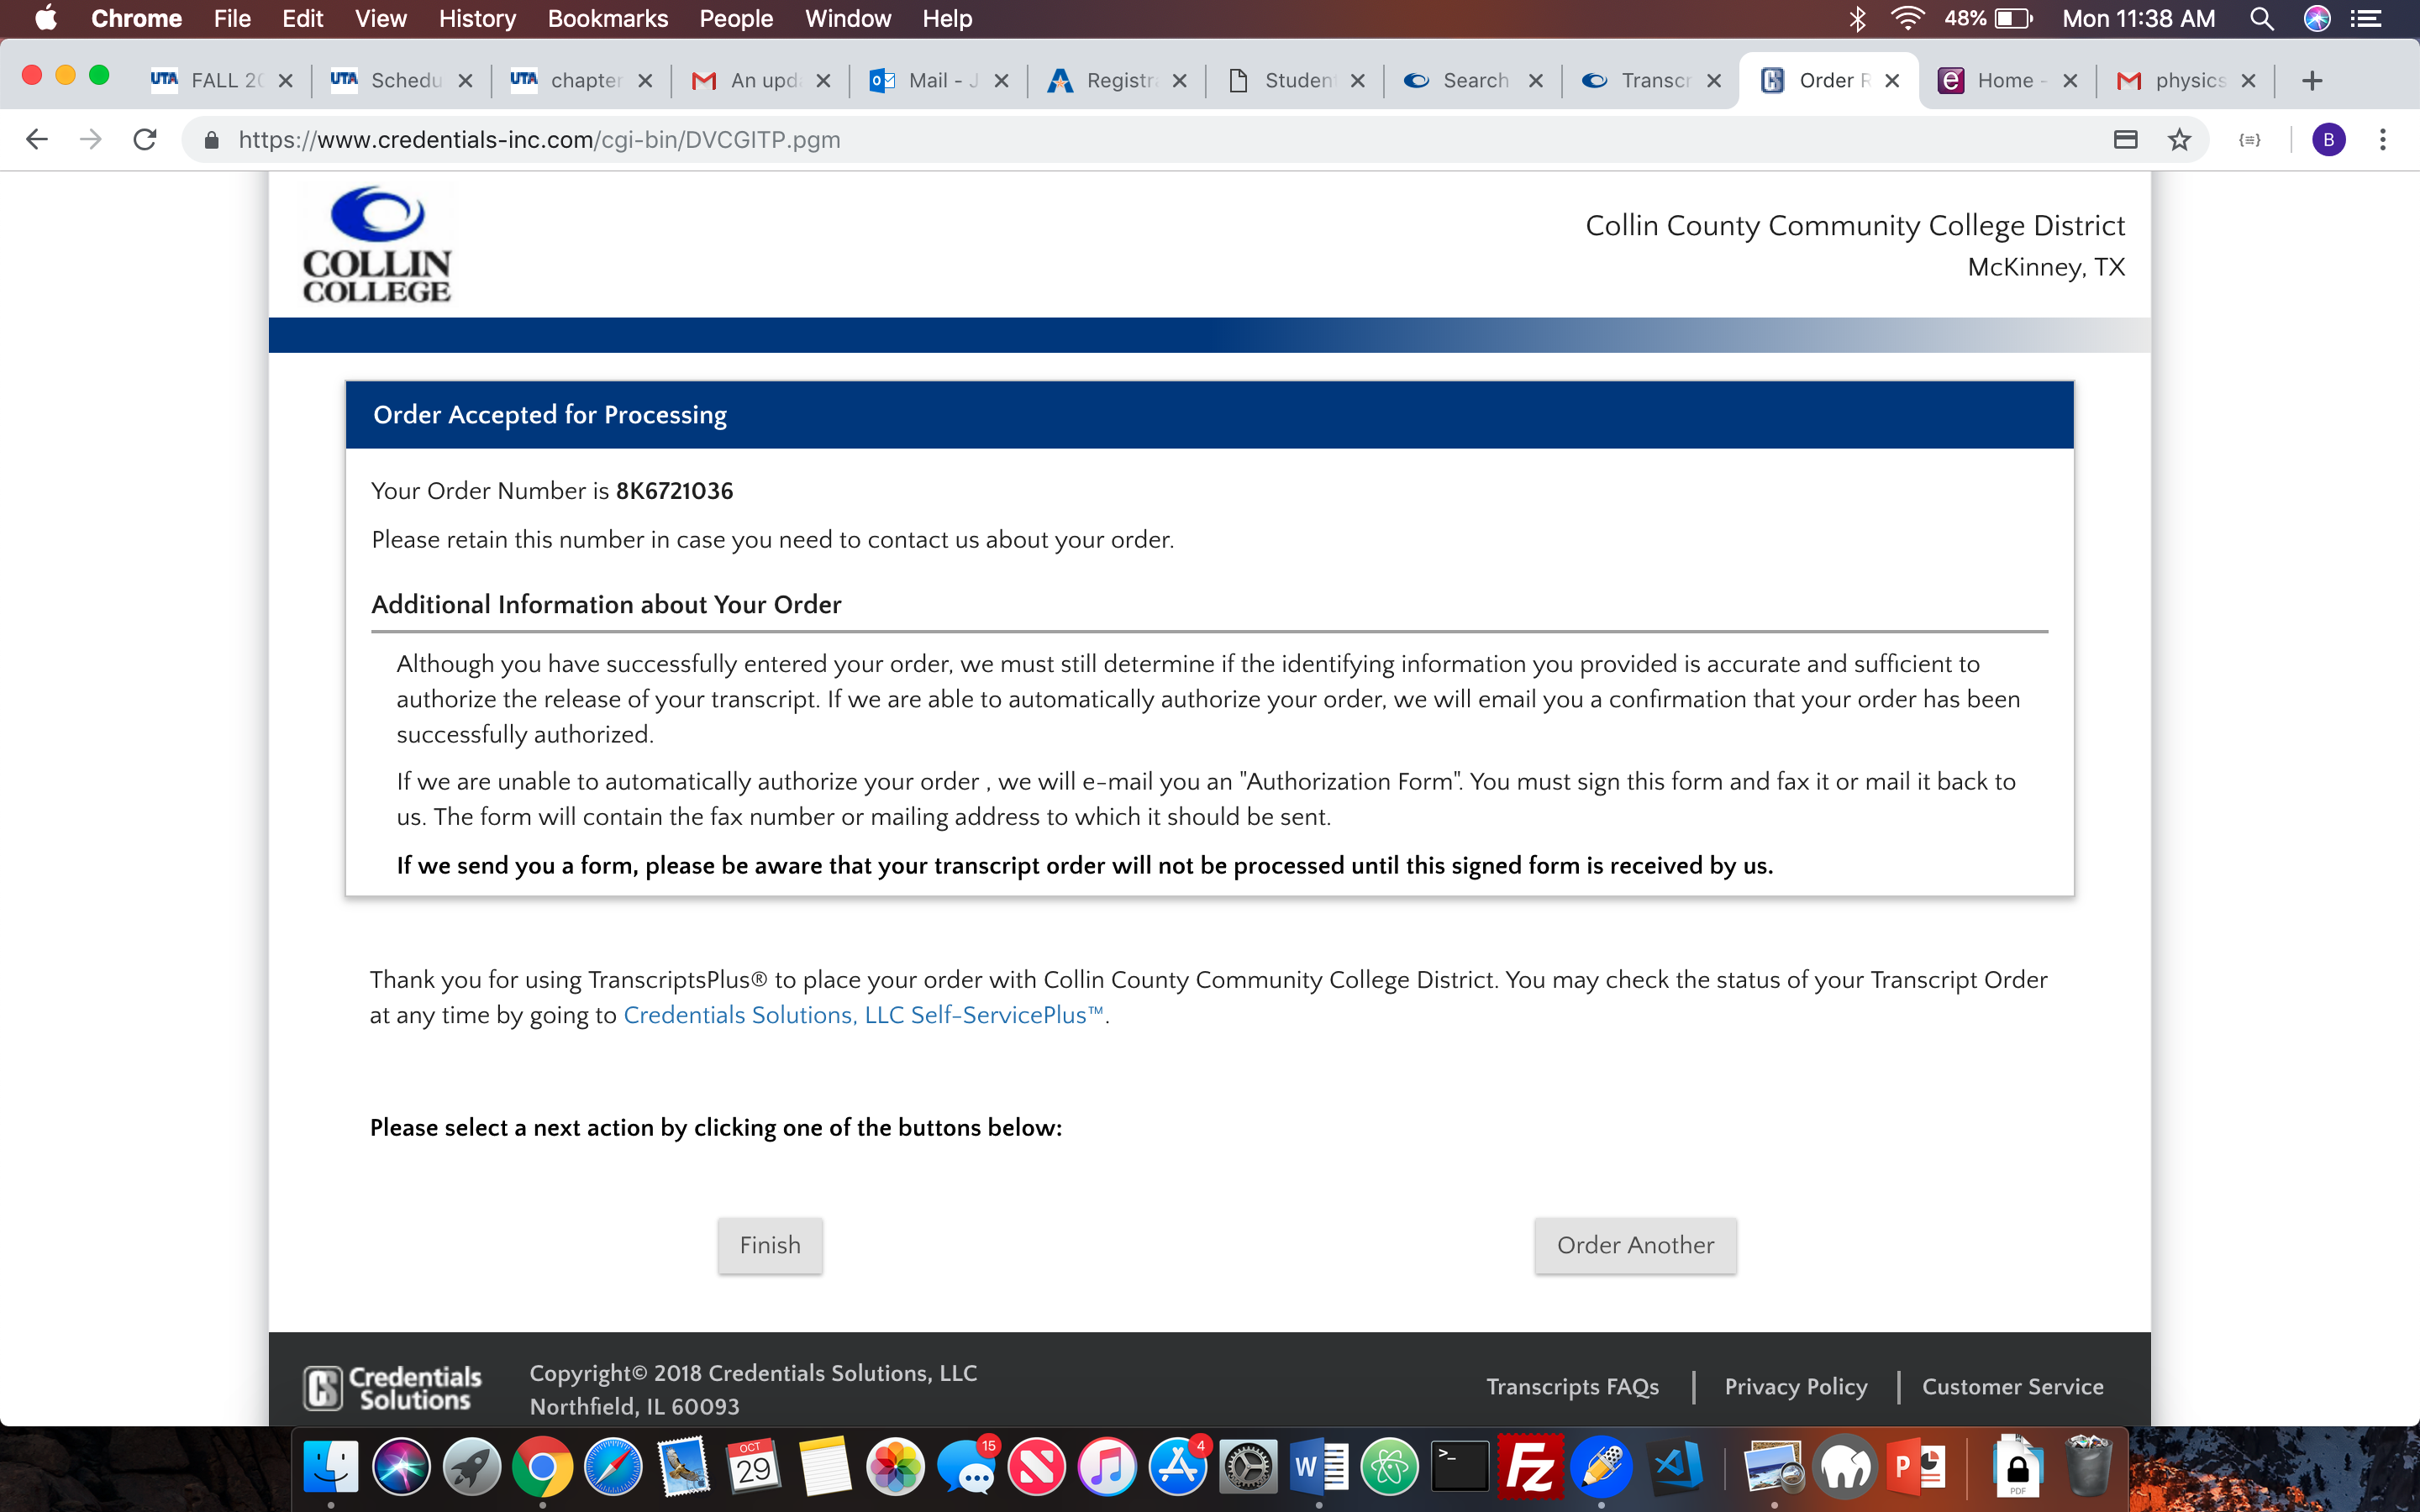 Chrome File Edit View History Bookmarks People Window Help 48% Mon 11:38 AM
UTA FALL 20 UTA Schedu UTA chapter An upda Mail - J Registra Student Search Transcr Order R Home - physics
https://www.credentials-inc.com/cgi-bin/DVCGITP.pgm B
COLLIN
COLLEGE
Collin County Community College District
McKinney, TX
Order Accepted for Processing
Your Order Number is 8K6721036
Please retain this number in case you need to contact us about your order.
Additional Information about Your Order
Although you have successfully entered your order, we must still determine if the identifying information you provided is accurate and sufficient to
authorize the release of your transcript. If we are able to automatically authorize your order, we will email you a confirmation that your order has been
successfully authorized.
If we are unable to automatically authorize your order , we will e-mail you an "Authorization Form". You must sign this form and fax it or mail it back to
us. The form will contain the fax number or mailing address to which it should be sent.
If we send you a form, please be aware that your transcript order will not be processed until this signed form is received by us.
Thank you for using TranscriptsPlus® to place your order with Collin County Community College District. You may check the status of your Transcript Order
at any time by going to Credentials Solutions, LLC Self-ServicePlus™.
Please select a next action by clicking one of the buttons below:
Finish Order Another
Credentials
Solutions
Copyright© 2018 Credentials Solutions, LLC
Northfield, IL 60093
Transcripts FAQs | Privacy Policy | Customer Service
OCT
29
15
4
PDF